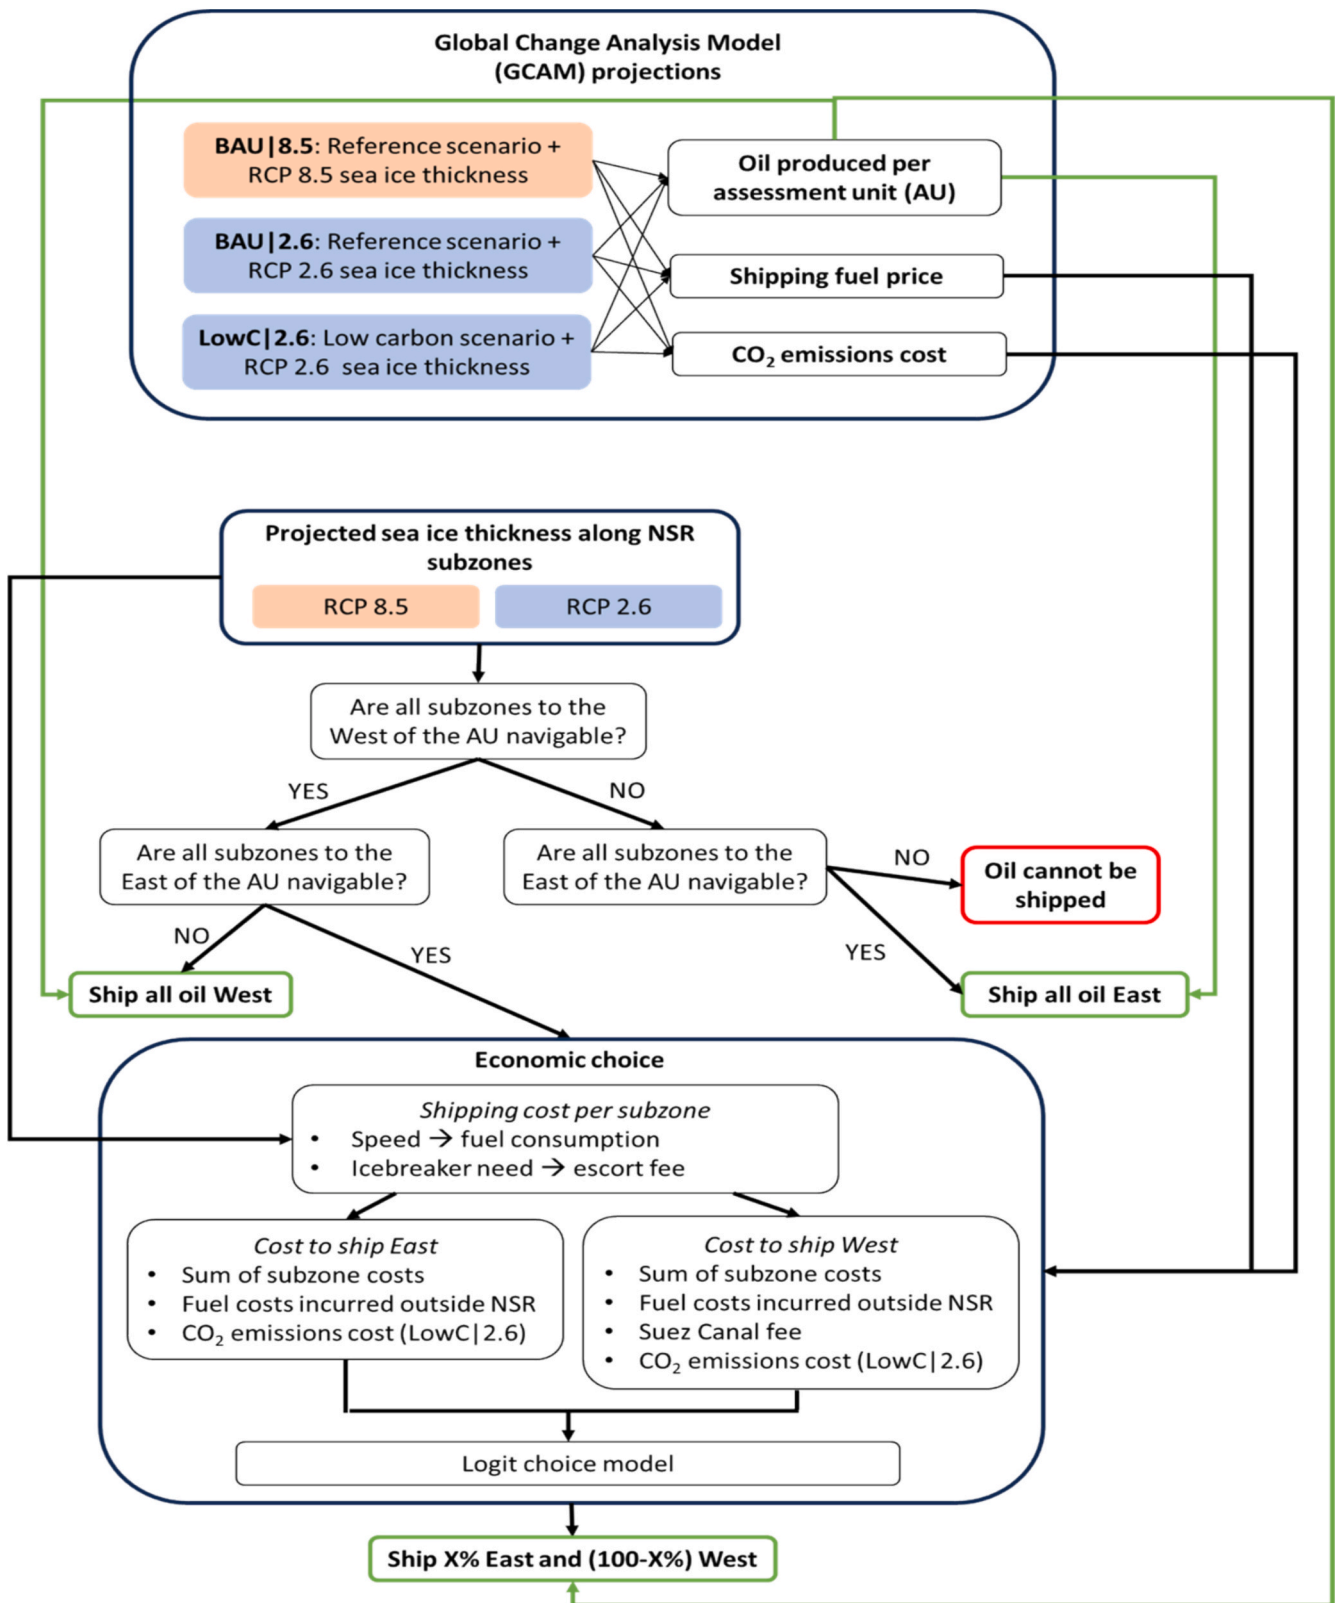 Global Change Analysis Model
(GCAM) projections
BAU|8.5: Reference scenario +
RCP 8.5 sea ice thickness
BAU|2.6: Reference scenario +
RCP 2.6 sea ice thickness
LowC|2.6: Low carbon scenario +
RCP 2.6 sea ice thickness
Oil produced per
assessment unit (AU)
Shipping fuel price
CO₂ emissions cost
Projected sea ice thickness along NSR
subzones
RCP 8.5
RCP 2.6
Are all subzones to the
West of the AU navigable?
YES
NO
Are all subzones to the
East of the AU navigable?
Are all subzones to the
East of the AU navigable?
NO
Oil cannot be
shipped
NO
YES
YES
Ship all oil West
Ship all oil East
Economic choice
Shipping cost per subzone
• Speed → fuel consumption
• Icebreaker need → escort fee
Cost to ship East
• Sum of subzone costs
• Fuel costs incurred outside NSR
• CO₂ emissions cost (LowC|2.6)
Cost to ship West
• Sum of subzone costs
• Fuel costs incurred outside NSR
• Suez Canal fee
• CO₂ emissions cost (LowC|2.6)
Logit choice model
Ship X% East and (100-X%) West